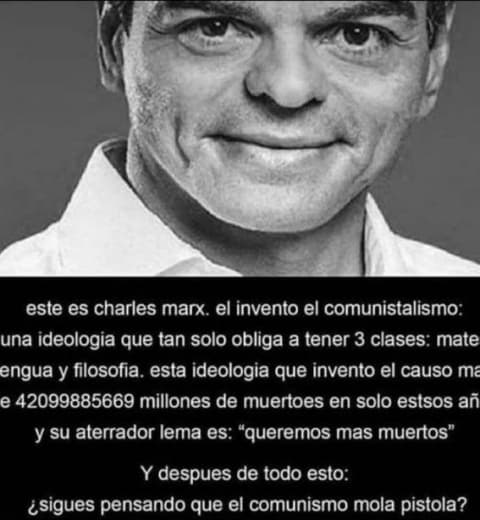 este es charles marx. el invento el comunistalismo:
una ideologia que tan solo obliga a tener 3 clases: mate
engua y filosofia. esta ideologia que invento el causo ma
e 42099885669 millones de muertoes en solo estsos añ
y su aterrador lema es: “queremos mas muertos”
Y despues de todo esto:
¿sigues pensando que el comunismo mola pistola?